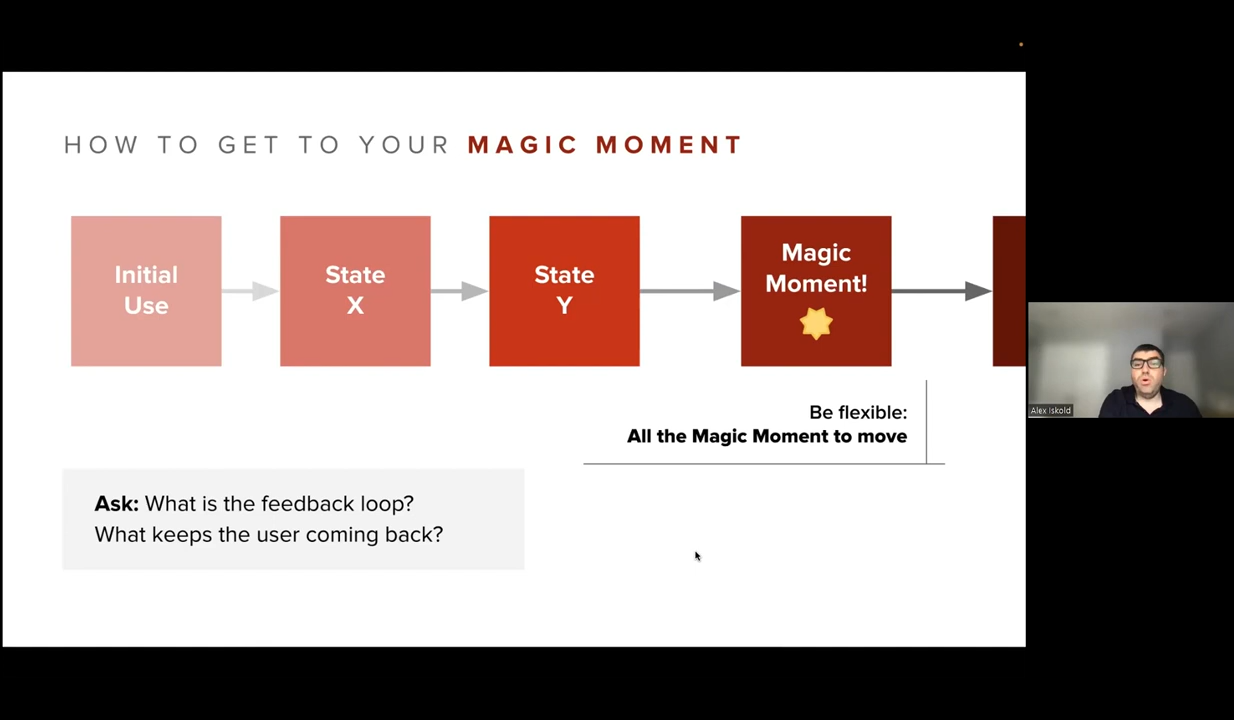 HOW TO GET TO YOUR MAGIC MOMENT
Initial
Use
State
X
State
Y
Magic
Moment!
Be flexible:
All the Magic Moment to move
Ask: What is the feedback loop?
What keeps the user coming back?
Alex Iskold